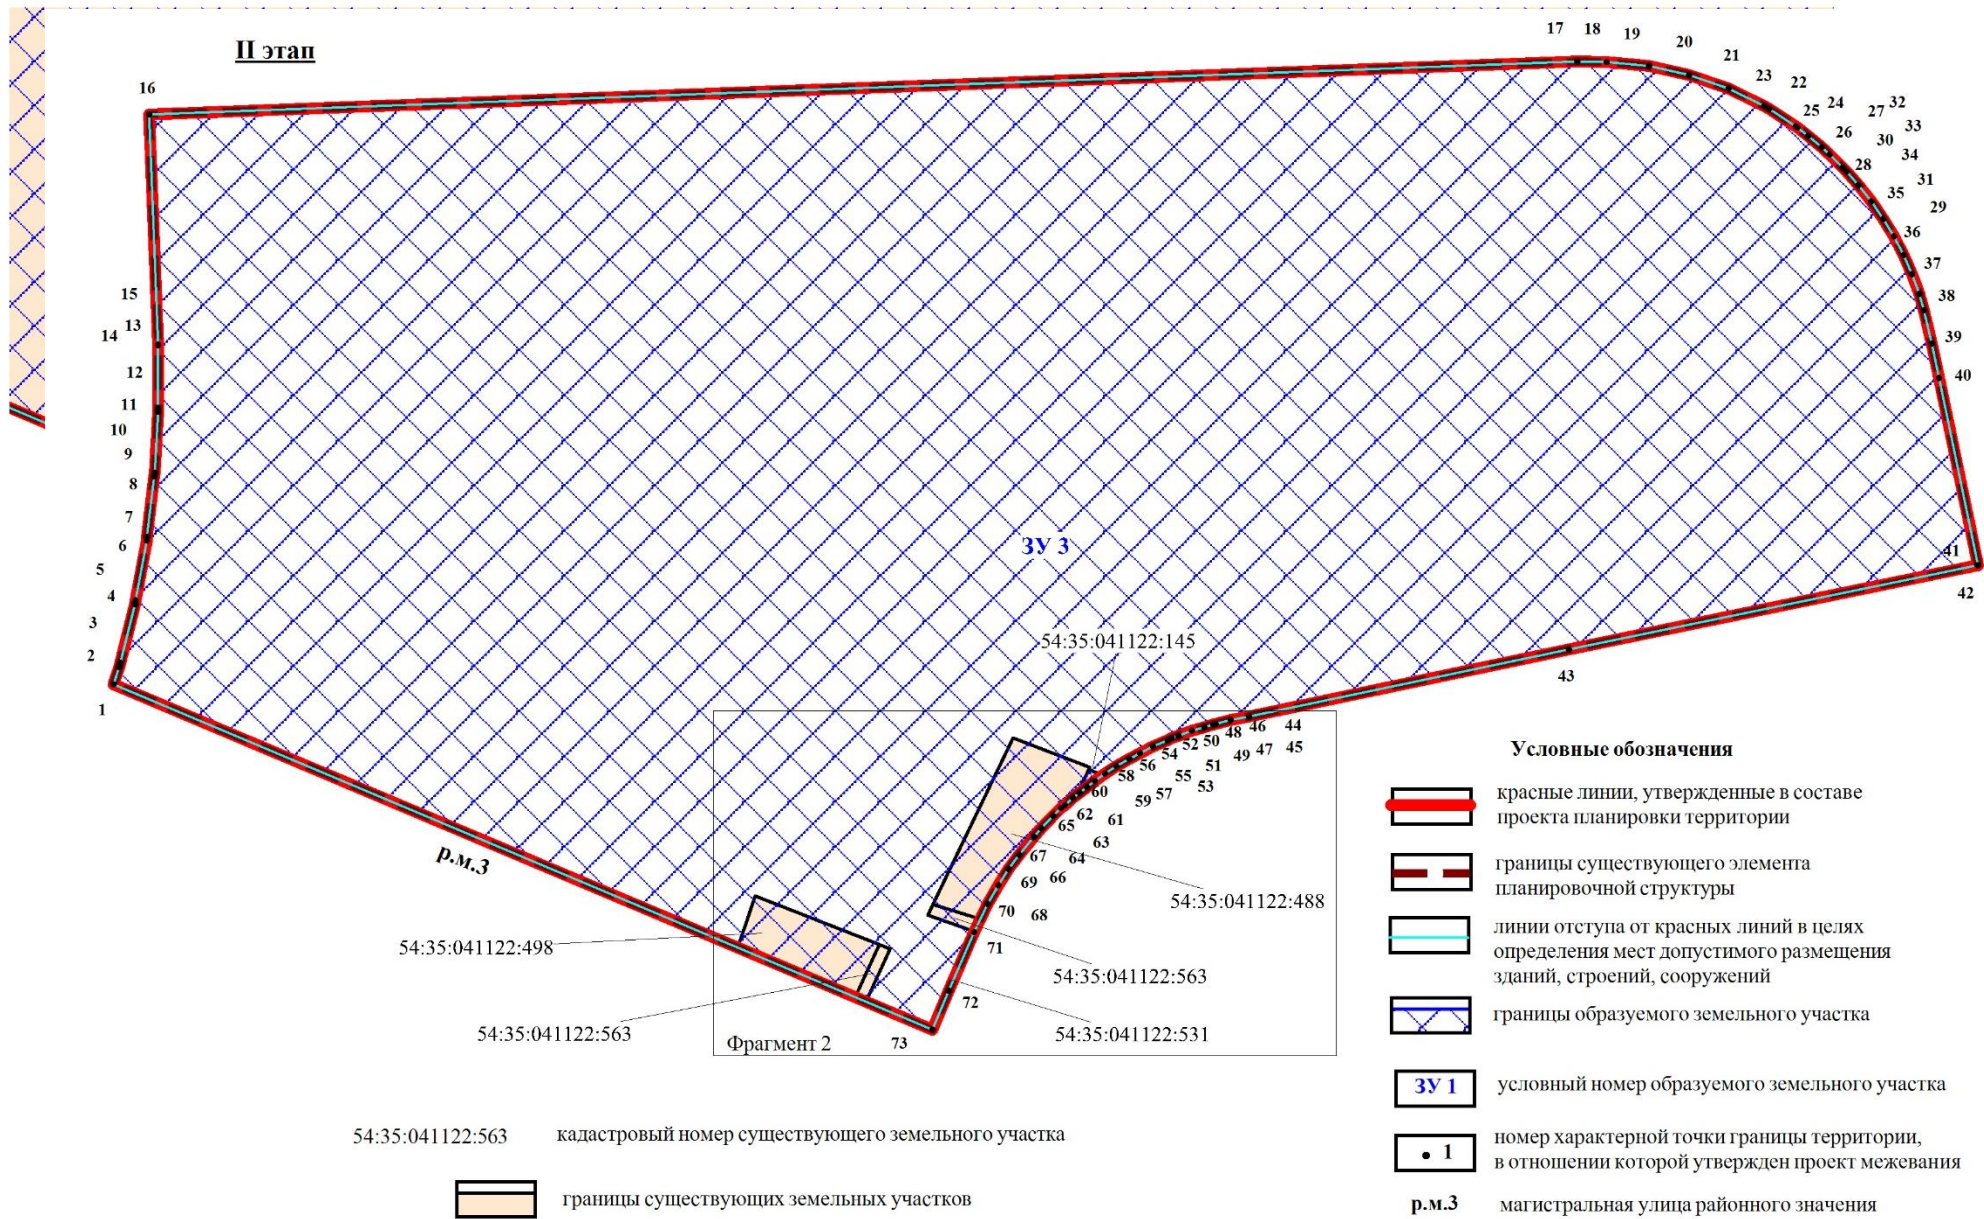 II этап
17 18 19 20 21 23 22 24 25 26 27 32 33 30 34 28 35 31 29 36 37 38 39 40 41 42
16
15
14 13
12
11
10
9
8
7
6
5
4
3
2
1
ЗУ 3
54:35:041122:145
43
44 46 48 50 52 54 56 58 60
45 47 49 51 53 55 57 59
62 61
65 63
67 64
69 66
70 68
71
72
73
р.м.3
54:35:041122:488
54:35:041122:498
54:35:041122:563
54:35:041122:563
54:35:041122:531
Фрагмент 2
54:35:041122:563 кадастровый номер существующего земельного участка
границы существующих земельных участков
Условные обозначения
красные линии, утвержденные в составе
проекта планировки территории
границы существующего элемента
планировочной структуры
линии отступа от красных линий в целях
определения мест допустимого размещения
зданий, строений, сооружений
границы образуемого земельного участка
ЗУ 1 условный номер образуемого земельного участка
1 номер характерной точки границы территории,
в отношении которой утвержден проект межевания
р.м.3 магистральная улица районного значения